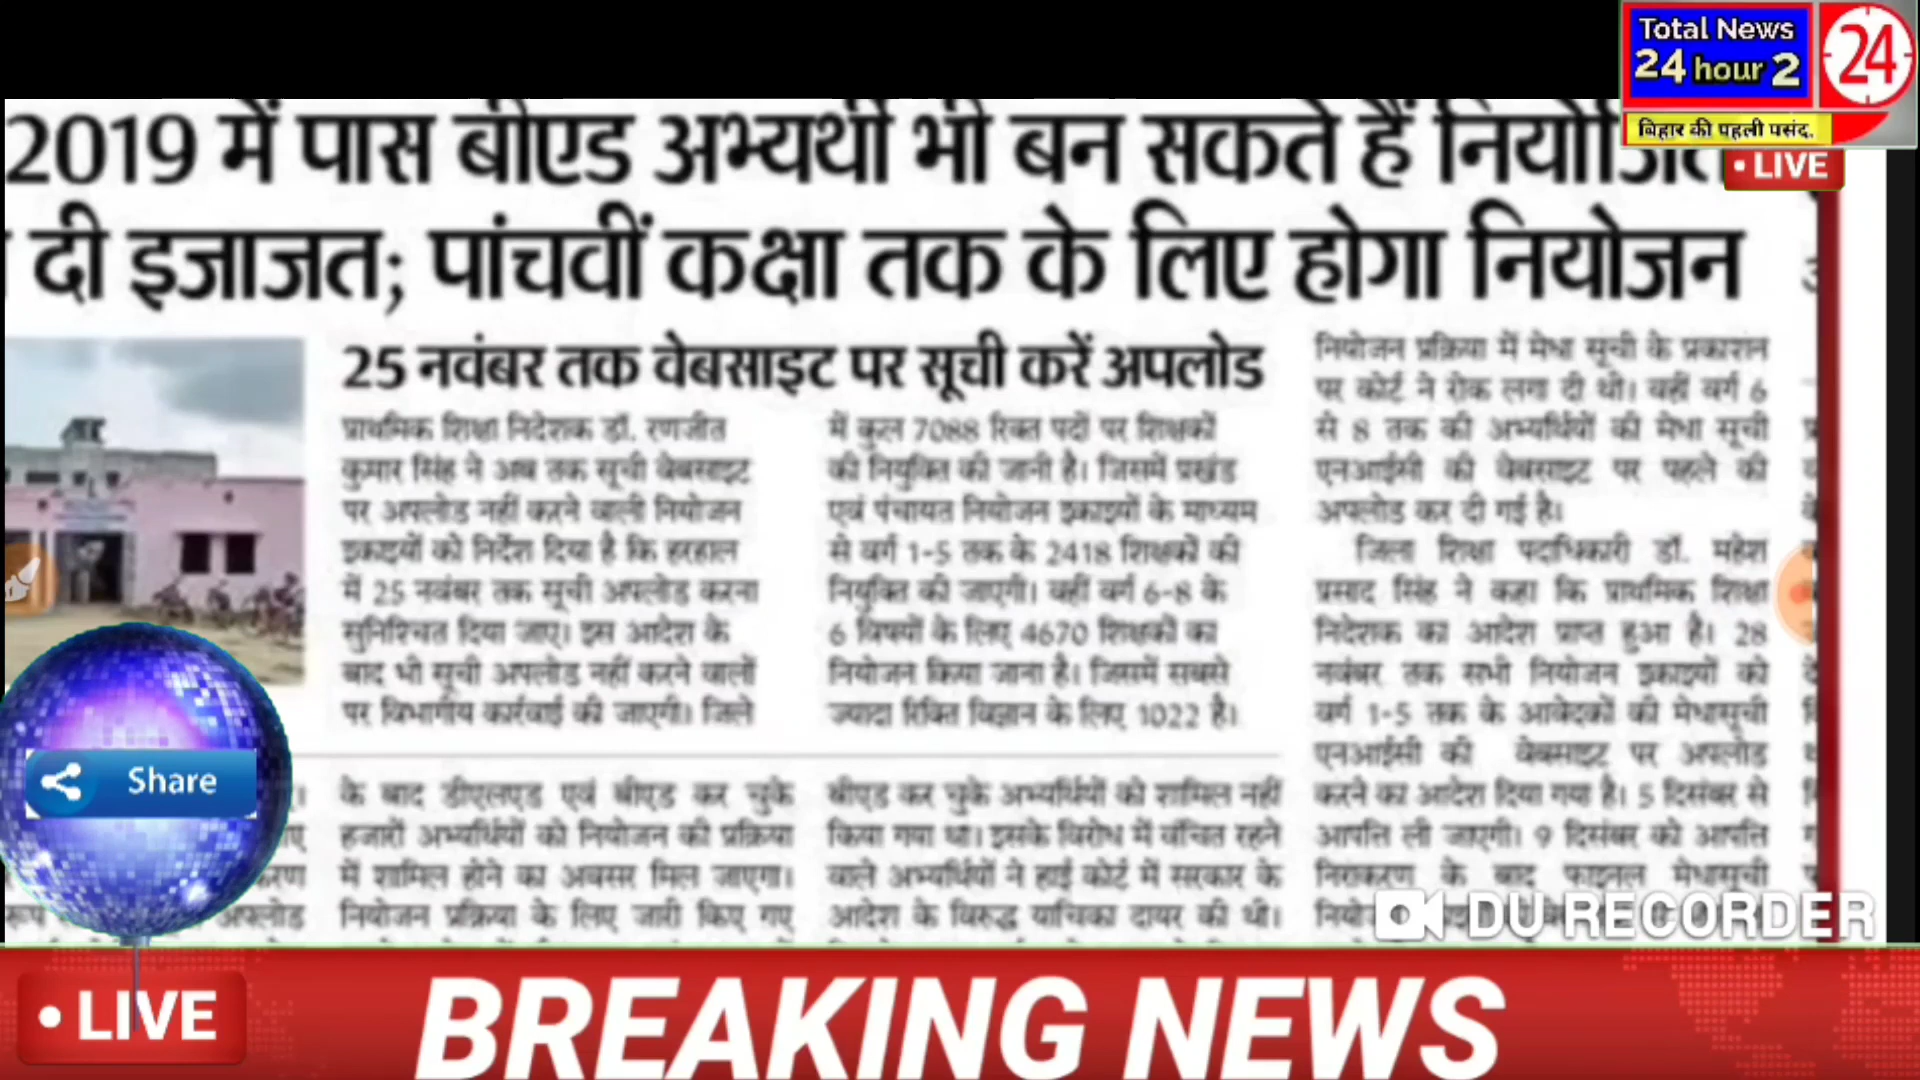 Total News
24 hour 2
24
बिहार की पहली पसंद.
• LIVE
2019 में पास बीएड अभ्यर्थी भी बन सकते हैं नियोजित
दी इजाजत; पांचवीं कक्षा तक के लिए होगा नियोजन
25 नवंबर तक वेबसाइट पर सूची करें अपलोड
प्राथमिक शिक्षा निदेशक डॉ. रणजीत
कुमार सिंह ने अब तक सूची वेबसाइट
पर अपलोड नहीं करने वाली नियोजन
इकाइयों को निर्देश दिया है कि हरहाल
में 25 नवंबर तक सूची अपलोड करना
सुनिश्चित दिया जाए। इस आदेश के
बाद भी सूची अपलोड नहीं करने वालों
पर विभागीय कार्रवाई की जाएगी। जिले
में कुल 7088 रिक्त पदों पर शिक्षकों
की नियुक्ति की जानी है। जिसमें प्रखंड
एवं पंचायत नियोजन इकाइयों के माध्यम
से वर्ग 1-5 तक के 2418 शिक्षकों की
नियुक्ति की जाएगी। वहीं वर्ग 6-8 के
6 विषयों के लिए 4670 शिक्षकों का
नियोजन किया जाना है। जिसमें सबसे
ज्यादा रिक्ति विज्ञान के लिए 1022 है।
के बाद डीएलएड एवं बीएड कर चुके
हजारों अभ्यर्थियों को नियोजन की प्रक्रिया
में शामिल होने का अवसर मिल जाएगा।
नियोजन प्रक्रिया के लिए जारी किए गए
बीएड कर चुके अभ्यर्थियों को शामिल नहीं
किया गया था। इसके विरोध में वंचित रहने
वाले अभ्यर्थियों ने हाई कोर्ट में सरकार के
आदेश के विरुद्ध याचिका दायर की थी।
नियोजन प्रक्रिया में मेधा सूची के प्रकाशन
पर कोर्ट ने रोक लगा दी थी। वहीं वर्ग 6
से 8 तक की अभ्यर्थियों की मेधा सूची
एनआईसी की वेबसाइट पर पहले की
अपलोड कर दी गई है।
जिला शिक्षा पदाधिकारी डॉ. महेश
प्रसाद सिंह ने कहा कि प्राथमिक शिक्षा
निदेशक का आदेश प्राप्त हुआ है। 28
नवंबर तक सभी नियोजन इकाइयों को
वर्ग 1-5 तक के आवेदकों की मेधासूची
एनआईसी की वेबसाइट पर अपलोड
करने का आदेश दिया गया है। 5 दिसंबर से
आपत्ति ली जाएगी। 9 दिसंबर को आपत्ति
निराकरण के बाद फाइनल मेधासूची
Share
अपलोड
DU RECORDER
• LIVE
BREAKING NEWS